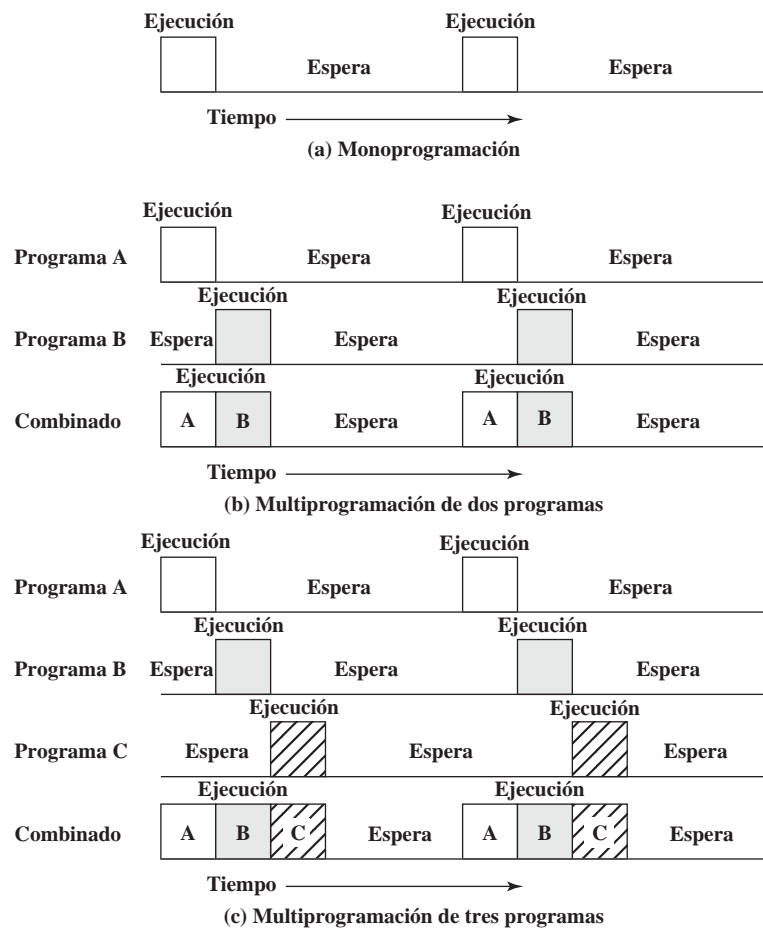 Ejecución Ejecución
Espera Espera
Tiempo
(a) Monoprogramación
Ejecución Ejecución
Programa A Espera Espera
Ejecución Ejecución
Programa B Espera Espera Espera
Ejecución Ejecución
Combinado A B Espera A B Espera
Tiempo
(b) Multiprogramación de dos programas
Ejecución Ejecución
Programa A Espera Espera
Ejecución Ejecución
Programa B Espera Espera Espera
Ejecución Ejecución
Programa C Espera Espera Espera
Ejecución Ejecución
Combinado A B C Espera A B C Espera
Tiempo
(c) Multiprogramación de tres programas